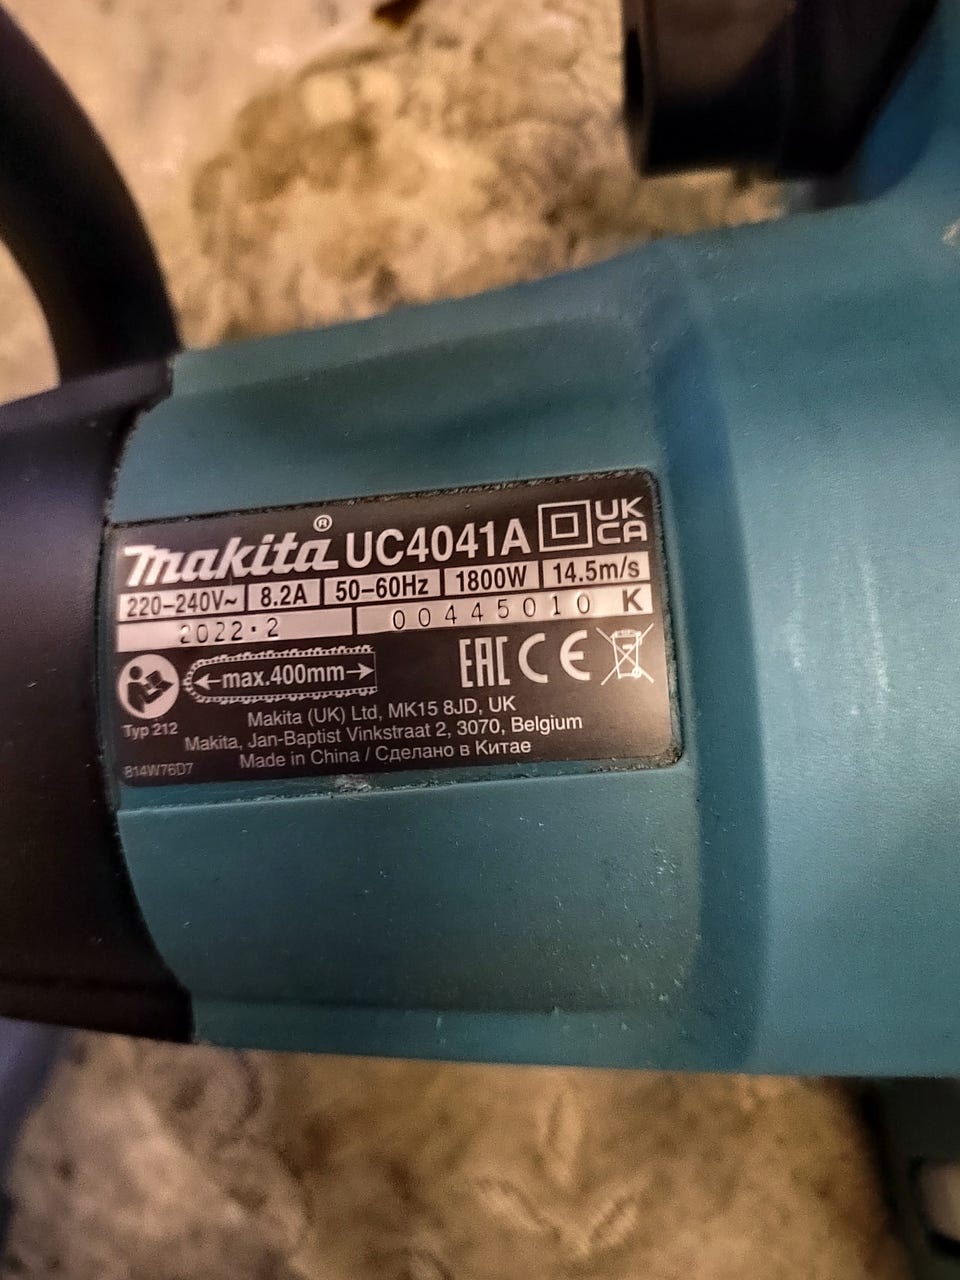 makita® UC4041A UK CA
220-240V~ 8.2A 50-60Hz 1800W 14.5m/s
2022·2 00445010 K
max.400mm EAC CE
Typ 212
Makita (UK) Ltd, MK15 8JD, UK
Makita, Jan-Baptist Vinkstraat 2, 3070, Belgium
814W76D7 Made in China / Сделано в Китае